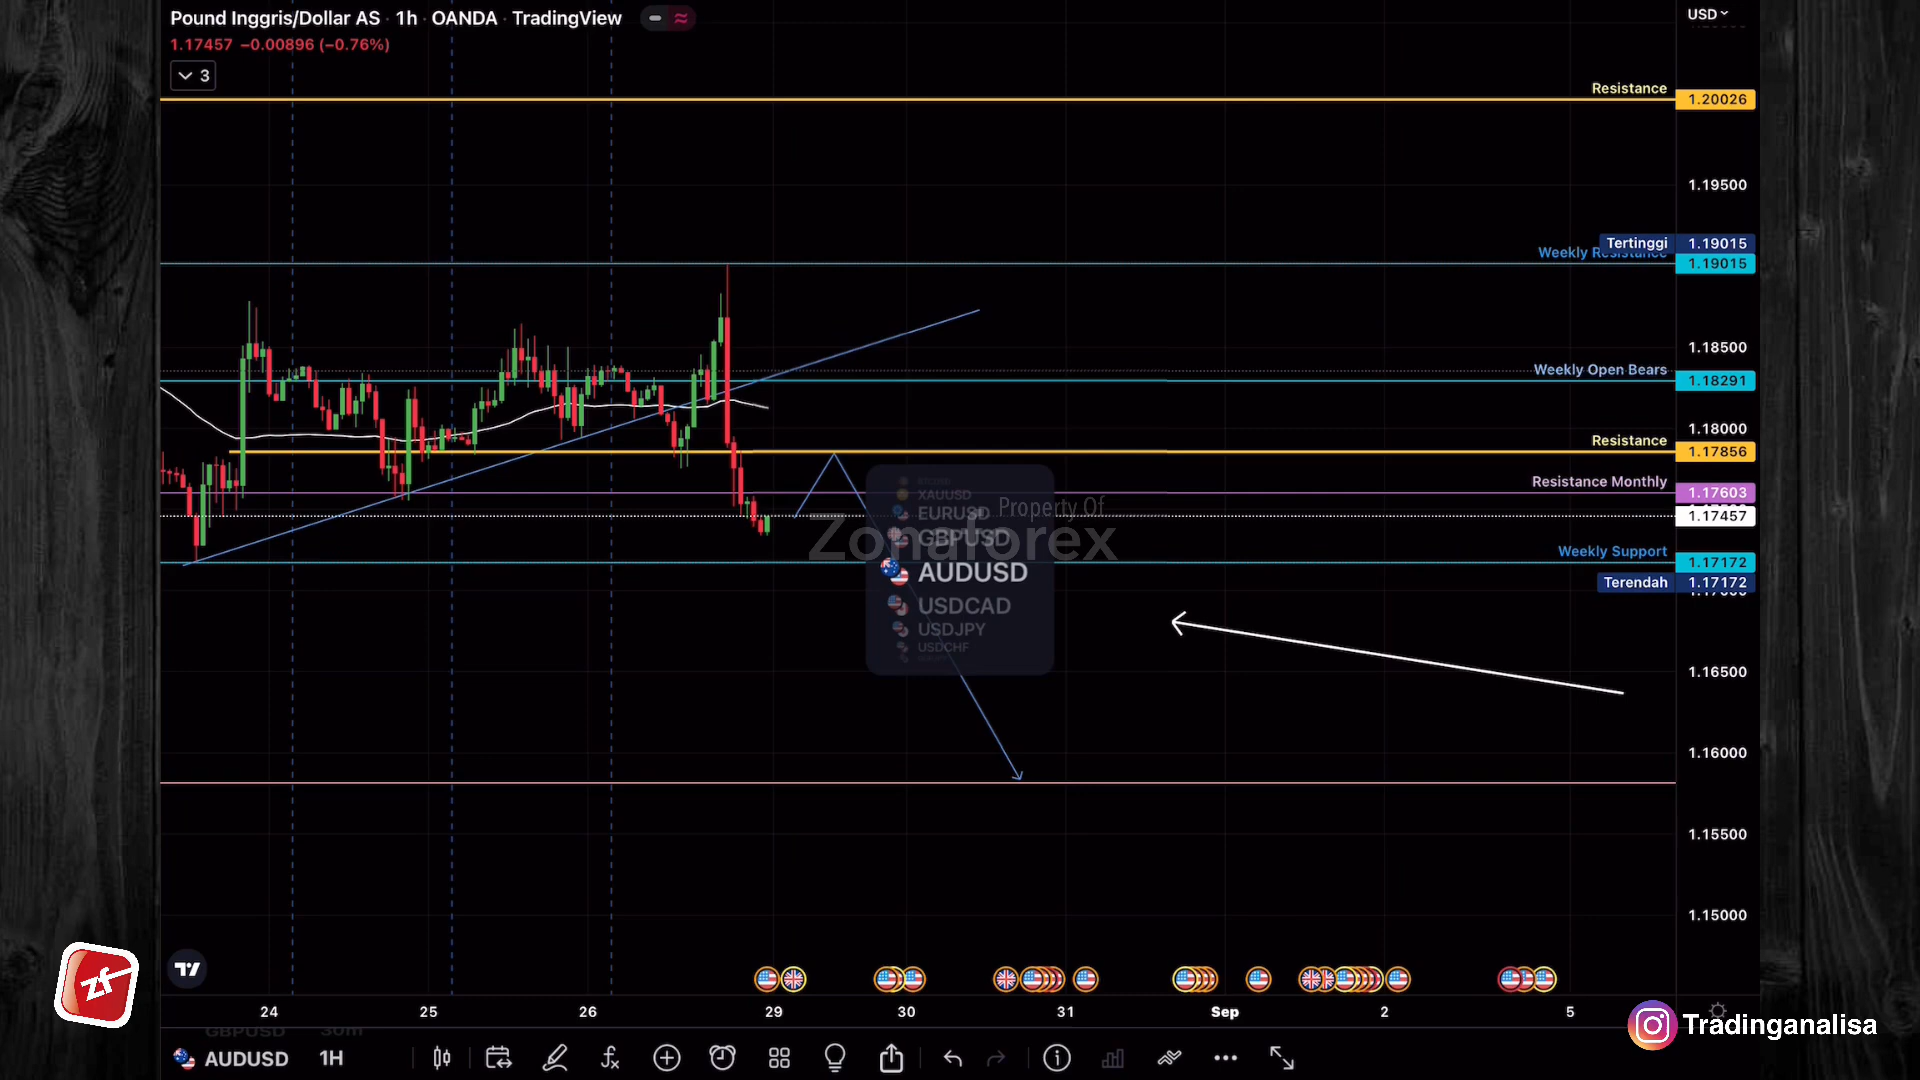 Pound Inggris/Dollar AS · 1h · OANDA · TradingView
1.17457 −0.00896 (−0.76%)
3
USD
Resistance
1.20026
1.19500
Tertinggi 1.19015
Weekly Resistance 1.19015
1.18500
Weekly Open Bears
1.18291
1.18000
Resistance
1.17856
Resistance Monthly
1.17603
1.17457
Weekly Support
1.17172
Terendah 1.17172
1.16500
1.16000
1.15500
1.15000
XAUUSD
EURUSD
GBPUSD
AUDUSD
USDCAD
USDJPY
USDCHF
Property Of
Zonaforex
24 25 26 29 30 31 Sep 2 5
GBPUSD 30m
AUDUSD 1H
zf
Tradinganalisa